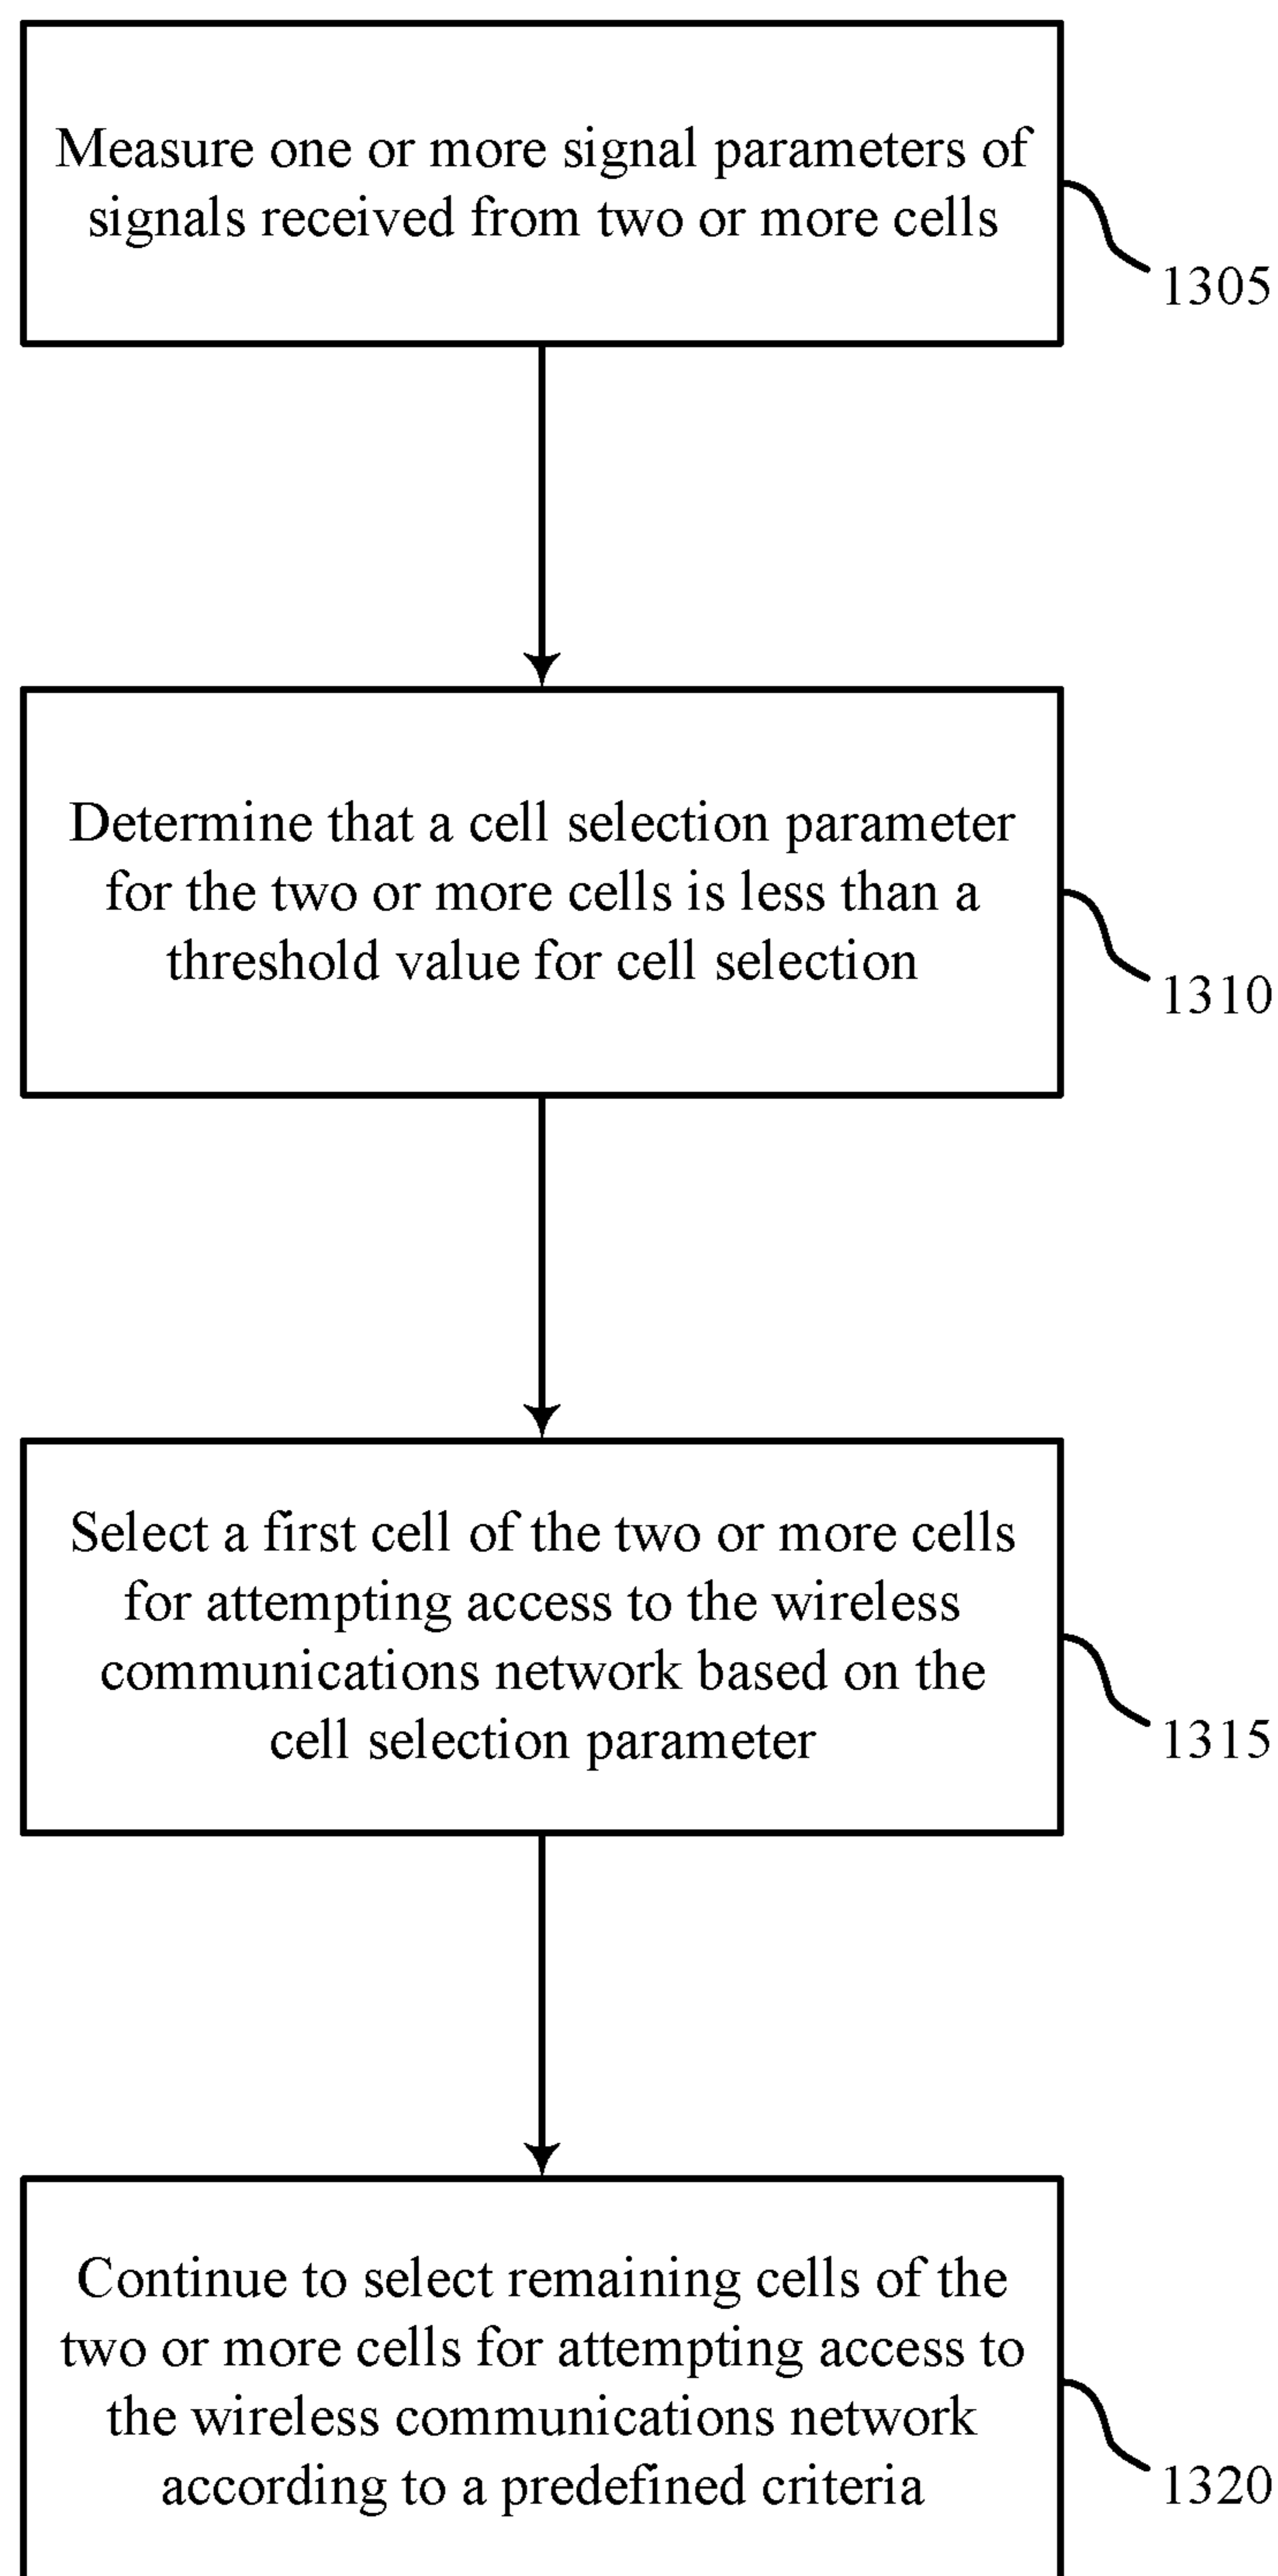 Measure one or more signal parameters of
signals received from two or more cells
1305
Determine that a cell selection parameter
for the two or more cells is less than a
threshold value for cell selection
1310
Select a first cell of the two or more cells
for attempting access to the wireless
communications network based on the
cell selection parameter
1315
Continue to select remaining cells of the
two or more cells for attempting access to
the wireless communications network
according to a predefined criteria
1320